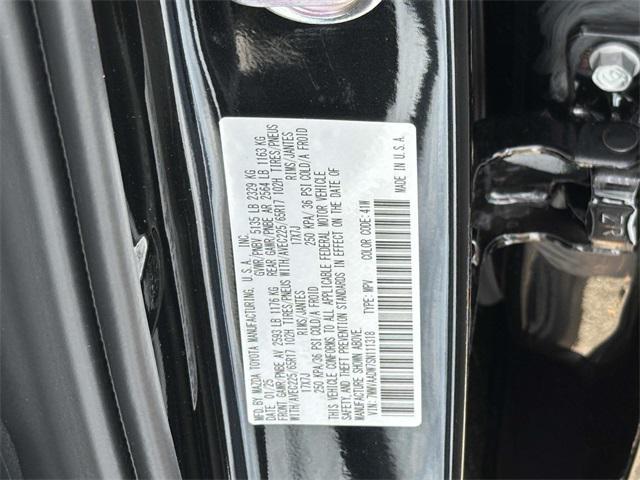 MFD. BY MAZDA TOYOTA MANUFACTURING, U.S.A., INC.
DATE: 01/25 GVWR/PNBV 5135 LB 2329 KG
FRONT GAWR/PNBE AV 2593 LB 1176 KG REAR GAWR/PNBE AR 2564 LB 1163 KG
WITH/AVEC225/65R17 102H TIRES/PNEUS WITH/AVEC225/65R17 102H TIRES/PNEUS
17X7J RIMS/JANTES 17X7J RIMS/JANTES
250 KPA/36 PSI COLD/A FROID 250 KPA/36 PSI COLD/A FROID
THIS VEHICLE CONFORMS TO ALL APPLICABLE FEDERAL MOTOR VEHICLE
SAFETY, AND THEFT PREVENTION STANDARDS IN EFFECT ON THE DATE OF
MANUFACTURE SHOWN ABOVE.
TYPE: MPV COLOR CODE: 41W MADE IN U.S.A.
ZR